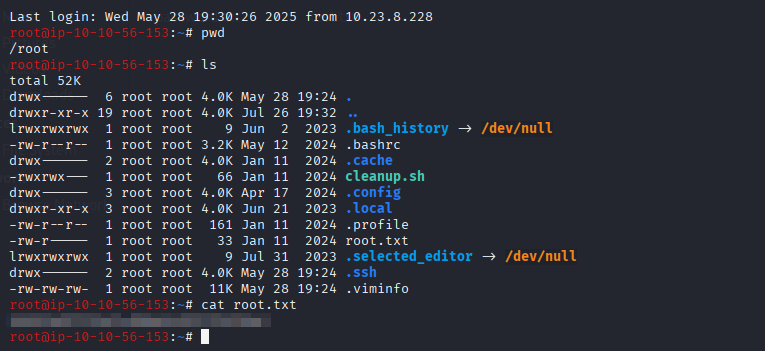 Last login: Wed May 28 19:30:26 2025 from 10.23.8.228
root@ip-10-10-56-153:~# pwd
/root
root@ip-10-10-56-153:~# ls
total 52K
drwx------  6 root root 4.0K May 28 19:24 .
drwxr-xr-x 19 root root 4.0K Jul 26 19:32 ..
lrwxrwxrwx  1 root root    9 Jun  2  2023 .bash_history -> /dev/null
-rw-r--r--  1 root root 3.2K May 12  2024 .bashrc
drwx------  2 root root 4.0K Jan 11  2024 .cache
-rwxrwx---  1 root root   66 Jan 11  2024 cleanup.sh
drwx------  3 root root 4.0K Apr 17  2024 .config
drwxr-xr-x  3 root root 4.0K Jun 21  2023 .local
-rw-r--r--  1 root root  161 Jan 11  2024 .profile
-rw-r-----  1 root root   33 Jan 11  2024 root.txt
lrwxrwxrwx  1 root root    9 Jul 31  2023 .selected_editor -> /dev/null
drwx------  2 root root 4.0K May 28 19:24 .ssh
-rw-rw-rw-  1 root root  11K May 28 19:24 .viminfo
root@ip-10-10-56-153:~# cat root.txt
root@ip-10-10-56-153:~#